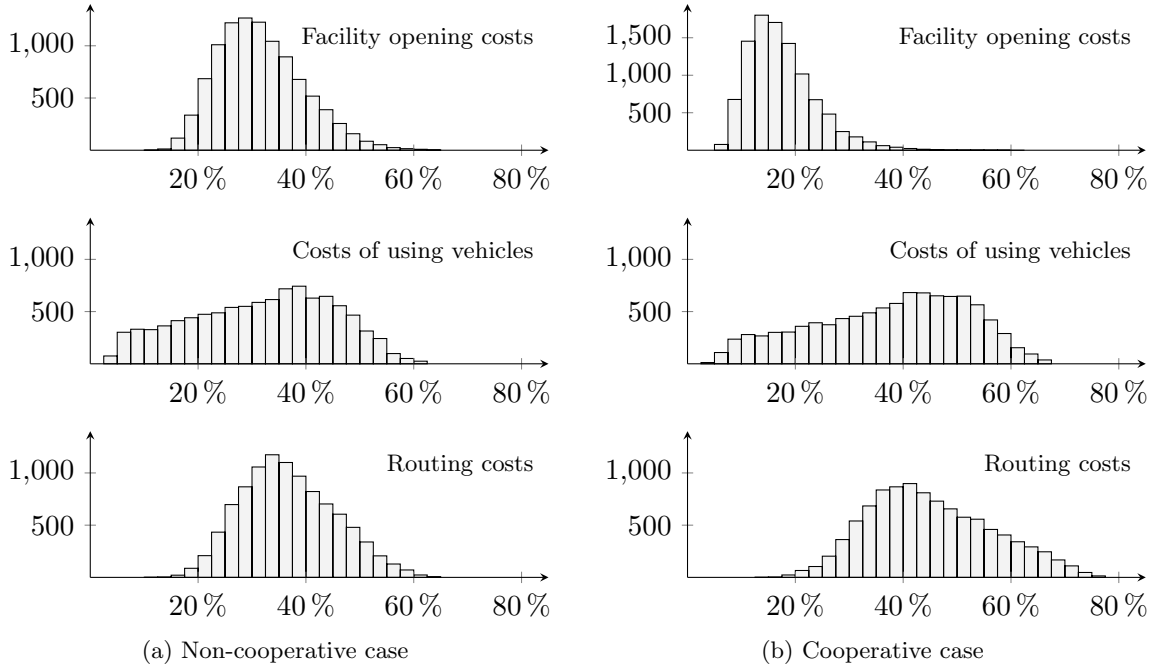 1,000
500
Facility opening costs
20 % 40 % 60 % 80 %
1,000
500
Costs of using vehicles
20 % 40 % 60 % 80 %
1,000
500
Routing costs
20 % 40 % 60 % 80 %
(a) Non-cooperative case
1,500
1,000
500
Facility opening costs
20 % 40 % 60 % 80 %
1,000
500
Costs of using vehicles
20 % 40 % 60 % 80 %
1,000
500
Routing costs
20 % 40 % 60 % 80 %
(b) Cooperative case